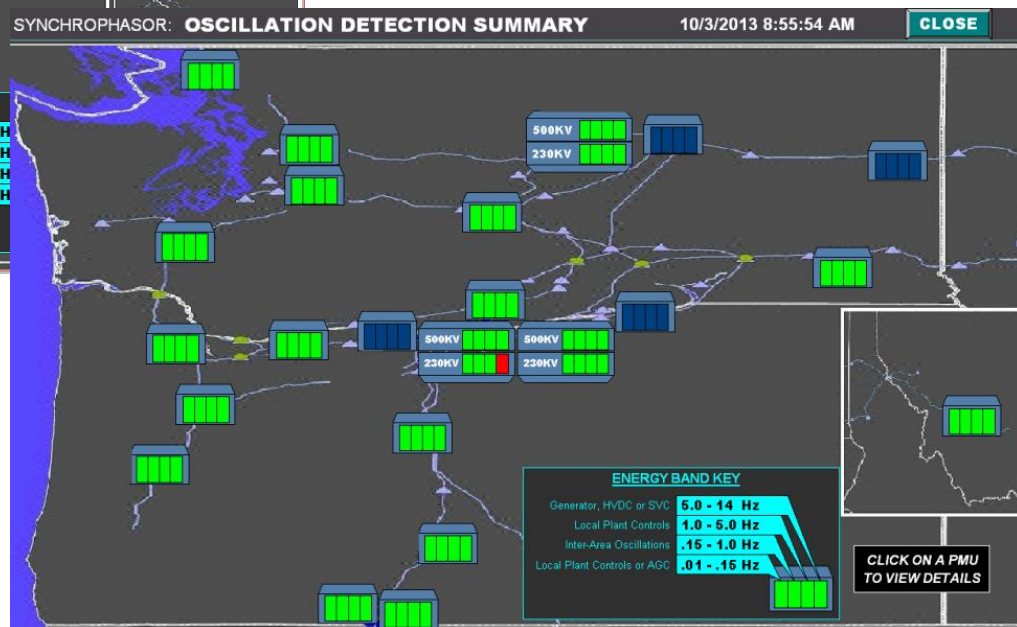 SYNCHROPHASOR: OSCILLATION DETECTION SUMMARY 10/3/2013 8:55:54 AM CLOSE
500KV
230KV
H
H
H
H
500KV 500KV
230KV 230KV
ENERGY BAND KEY
Generator, HVDC or SVC 5.0 - 14 Hz
Local Plant Controls 1.0 - 5.0 Hz
Inter-Area Oscillations .15 - 1.0 Hz
Local Plant Controls or AGC .01 - .15 Hz
CLICK ON A PMU
TO VIEW DETAILS